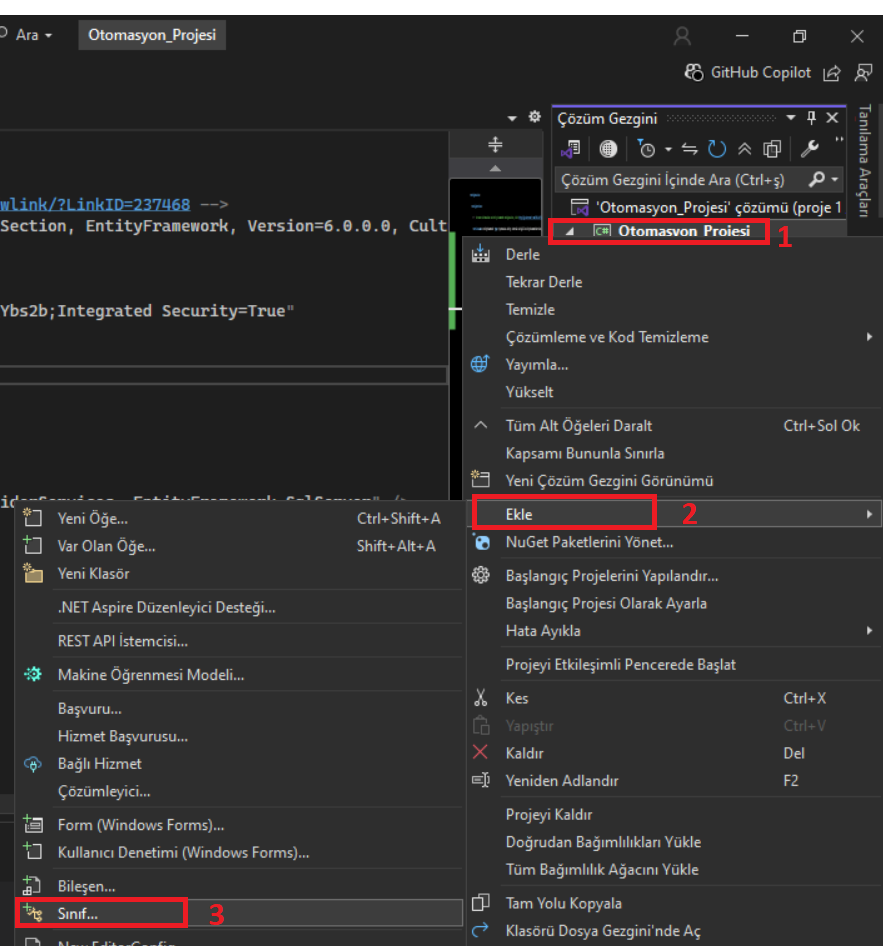 Ara
Otomasyon_Projesi
GitHub Copilot
Çözüm Gezgini
Tanılama Araçları
Çözüm Gezgini İçinde Ara (Ctrl+ş)
'Otomasyon_Projesi' çözümü (proje 1
Otomasyon_Projesi
1
wlink/?LinkID=237468 -->
Section, EntityFramework, Version=6.0.0.0, Cult
Ybs2b;Integrated Security=True"
iderServices, EntityFramework.SqlServer" />
Derle
Tekrar Derle
Temizle
Çözümleme ve Kod Temizleme
Yayımla...
Yükselt
Tüm Alt Öğeleri Daralt Ctrl+Sol Ok
Kapsamı Bununla Sınırla
Yeni Çözüm Gezgini Görünümü
Ekle
2
NuGet Paketlerini Yönet...
Başlangıç Projelerini Yapılandır...
Başlangıç Projesi Olarak Ayarla
Hata Ayıkla
Projeyi Etkileşimli Pencerede Başlat
Kes Ctrl+X
Yapıştır Ctrl+V
Kaldır Del
Yeniden Adlandır F2
Projeyi Kaldır
Doğrudan Bağımlılıkları Yükle
Tüm Bağımlılık Ağacını Yükle
Tam Yolu Kopyala
Klasörü Dosya Gezgini'nde Aç
Yeni Öğe... Ctrl+Shift+A
Var Olan Öğe... Shift+Alt+A
Yeni Klasör
.NET Aspire Düzenleyici Desteği...
REST API İstemcisi...
Makine Öğrenmesi Modeli...
Başvuru...
Hizmet Başvurusu...
Bağlı Hizmet
Çözümleyici...
Form (Windows Forms)...
Kullanıcı Denetimi (Windows Forms)...
Bileşen...
Sınıf...
3
New EditorConfig